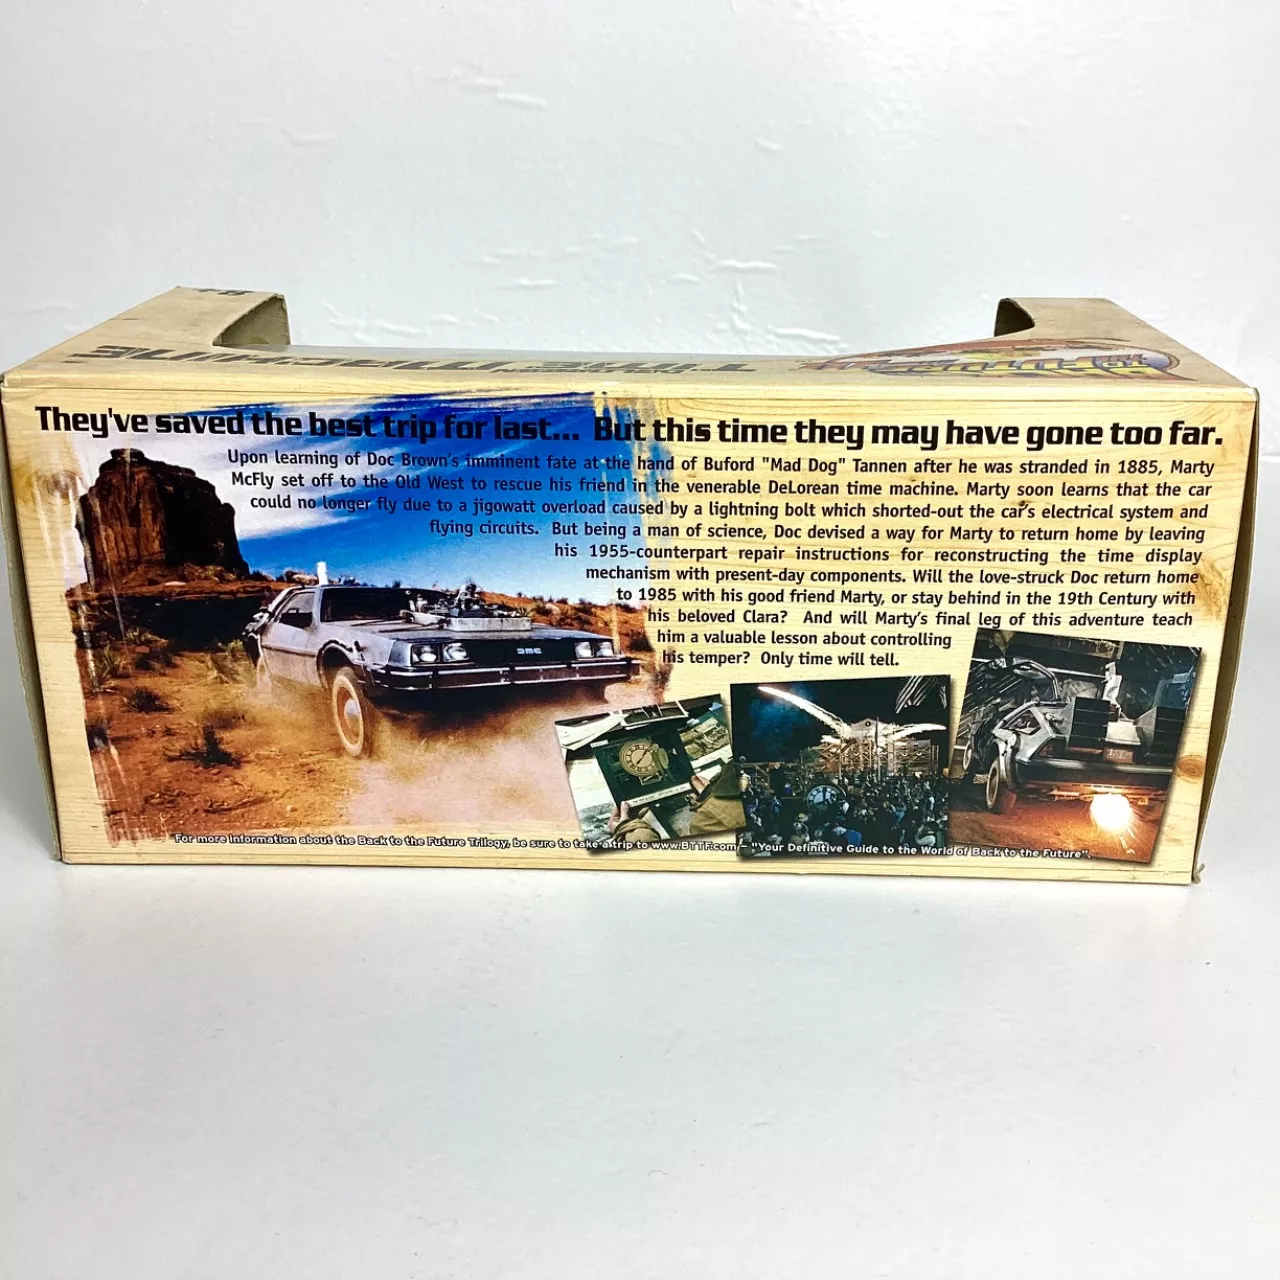 8+
TIME MACHINE
BACK TO THE FUTURE
They've saved the best trip for last... But this time they may have gone too far.
Upon learning of Doc Brown's imminent fate at the hand of Buford "Mad Dog" Tannen after he was stranded in 1885, Marty
McFly set off to the Old West to rescue his friend in the venerable DeLorean time machine. Marty soon learns that the car
could no longer fly due to a jigowatt overload caused by a lightning bolt which shorted-out the car's electrical system and
flying circuits. But being a man of science, Doc devised a way for Marty to return home by leaving
his 1955-counterpart repair instructions for reconstructing the time display
mechanism with present-day components. Will the love-struck Doc return home
to 1985 with his good friend Marty, or stay behind in the 19th Century with
his beloved Clara? And will Marty's final leg of this adventure teach
him a valuable lesson about controlling
his temper? Only time will tell.
DMC
For more information about the Back to the Future Trilogy, be sure to take a trip to www.BTTF.com – "Your Definitive Guide to the World of Back to the Future".